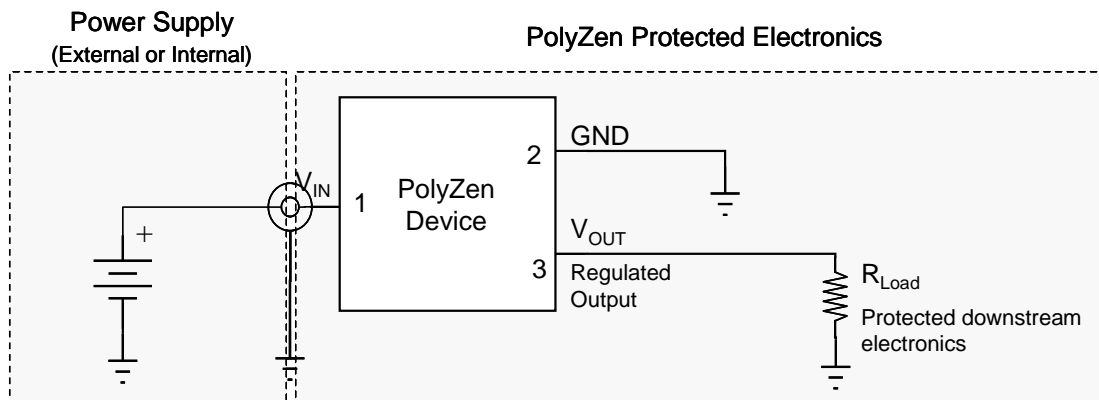 Power Supply
(External or Internal)
PolyZen Protected Electronics
V_IN
1
PolyZen
Device
2
GND
3
V_OUT
Regulated
Output
+
R_Load
Protected downstream
electronics